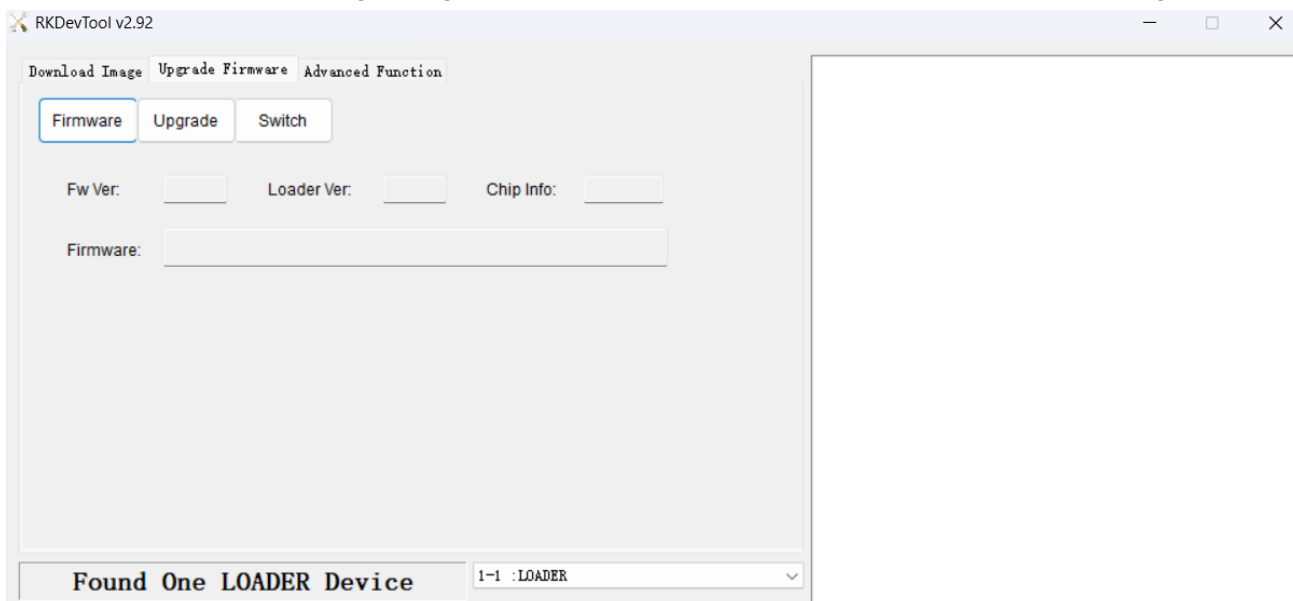 RKDevTool v2.92
Download Image Upgrade Firmware Advanced Function
Firmware Upgrade Switch
Fw Ver: Loader Ver: Chip Info:
Firmware:
Found One LOADER Device 1-1 :LOADER